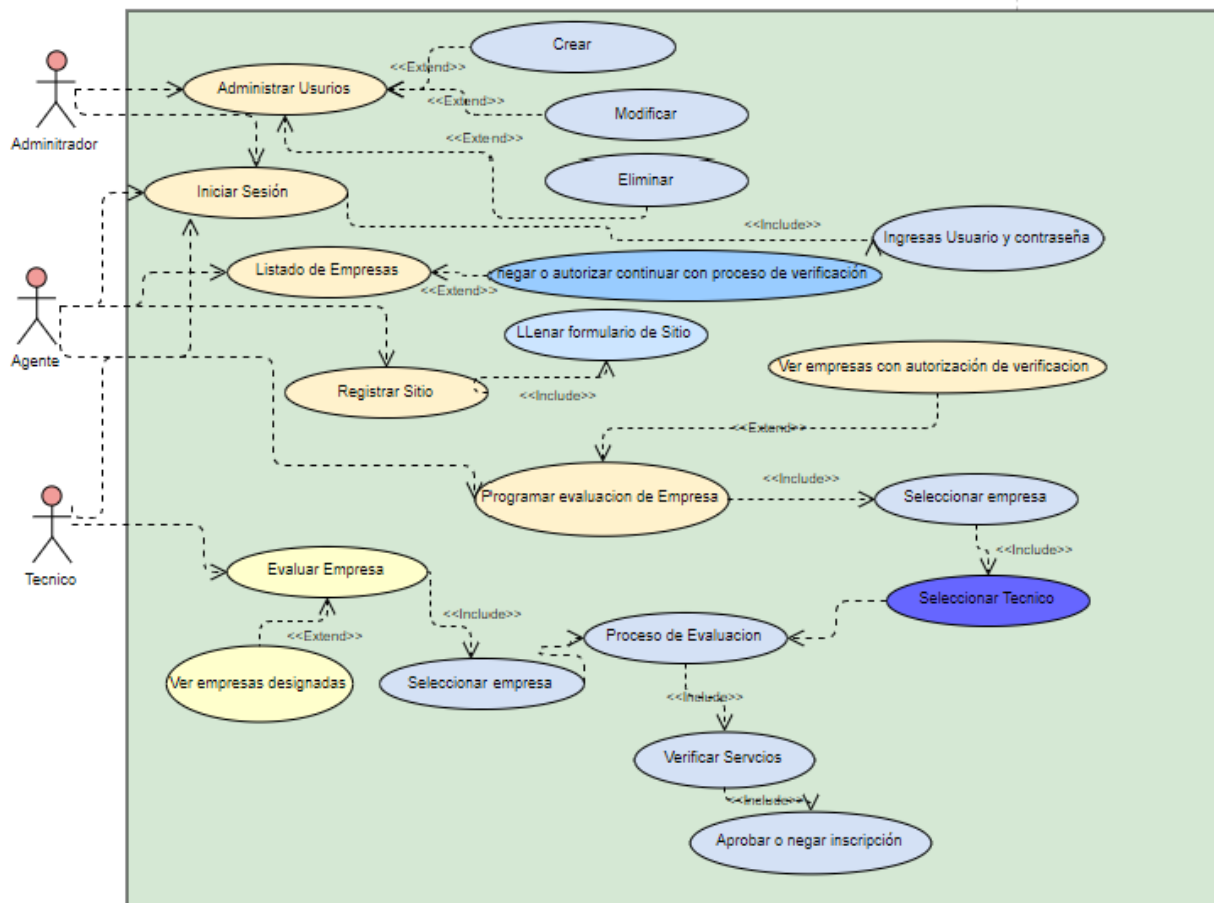 Crear
<<Extend>>
Administrar Usurios
<<Extend>>
Modificar
Adminitrador
<<Extend>>
Eliminar
Iniciar Sesión
<<Include>>
Ingresas Usuario y contraseña
Listado de Empresas
negar o autorizar continuar con proceso de verificación
<<Extend>>
LLenar formulario de Sitio
Agente
Ver empresas con autorización de verificacion
Registrar Sitio
<<Include>>
<<Extend>>
<<Include>>
Programar evaluacion de Empresa
Seleccionar empresa
<<Include>>
Tecnico
Evaluar Empresa
Seleccionar Tecnico
<<Include>>
<<Extend>>
Proceso de Evaluacion
Ver empresas designadas
Seleccionar empresa
<<Include>>
Verificar Servcios
<<Include>>
Aprobar o negar inscripción